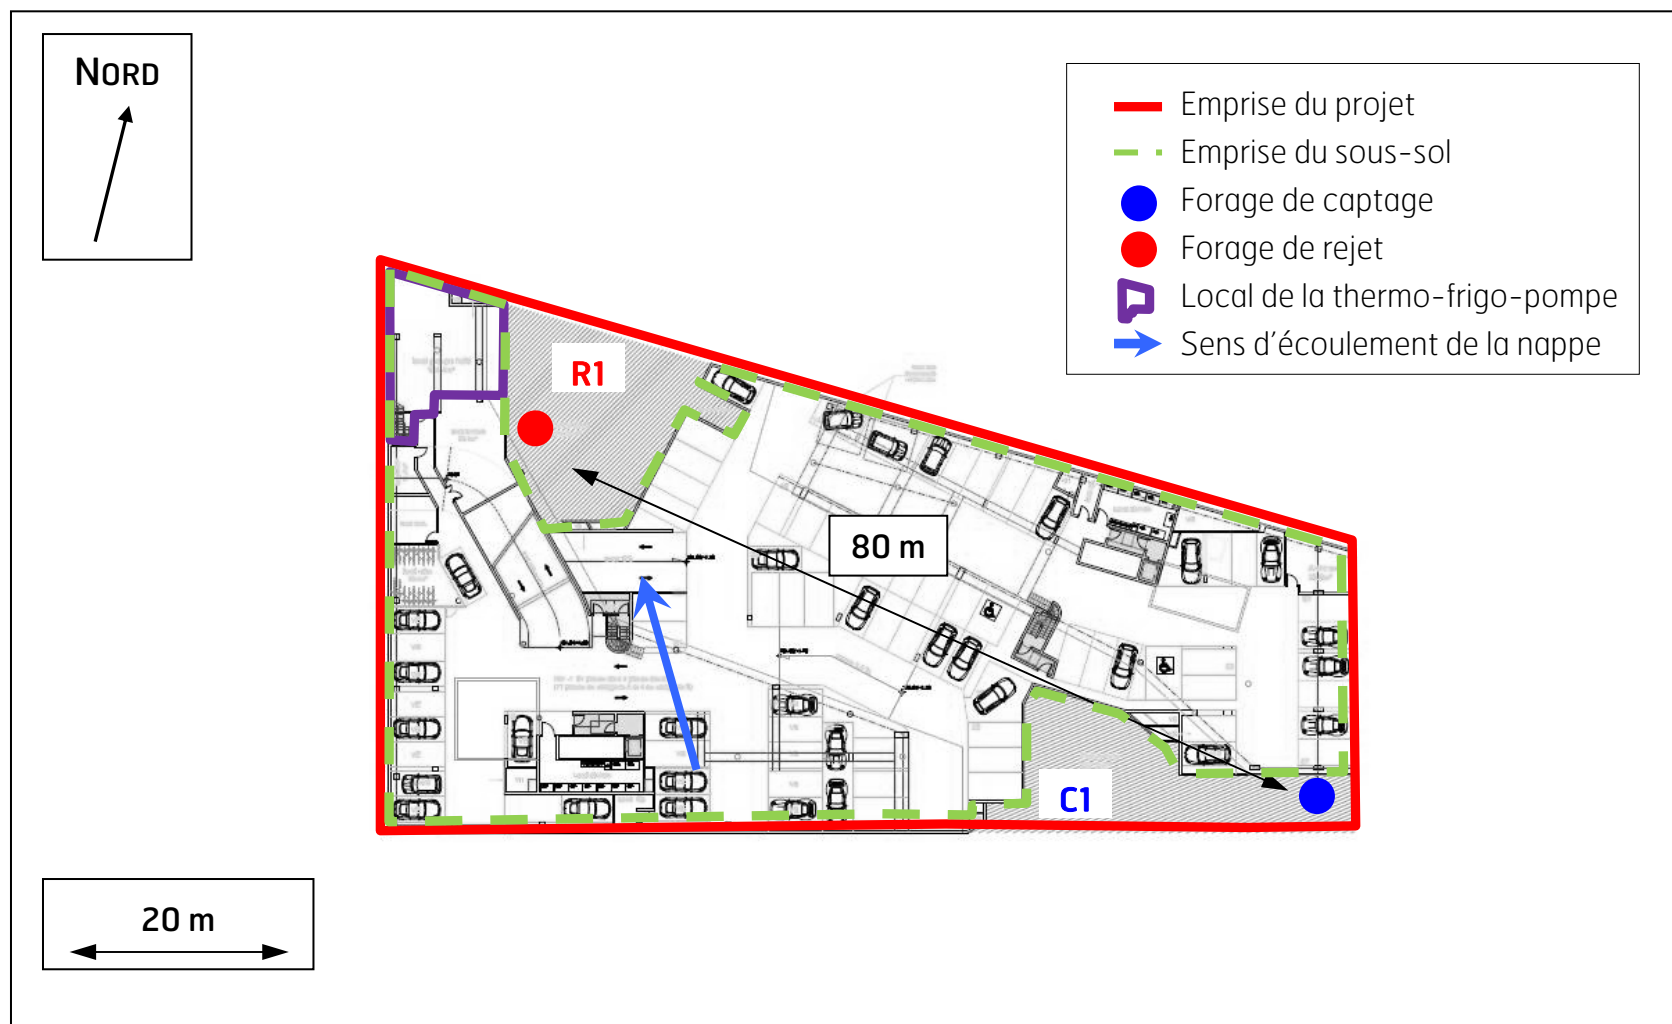 NORD
Emprise du projet
Emprise du sous-sol
Forage de captage
Forage de rejet
Local de la thermo-frigo-pompe
Sens d'écoulement de la nappe
R1
80 m
C1
20 m